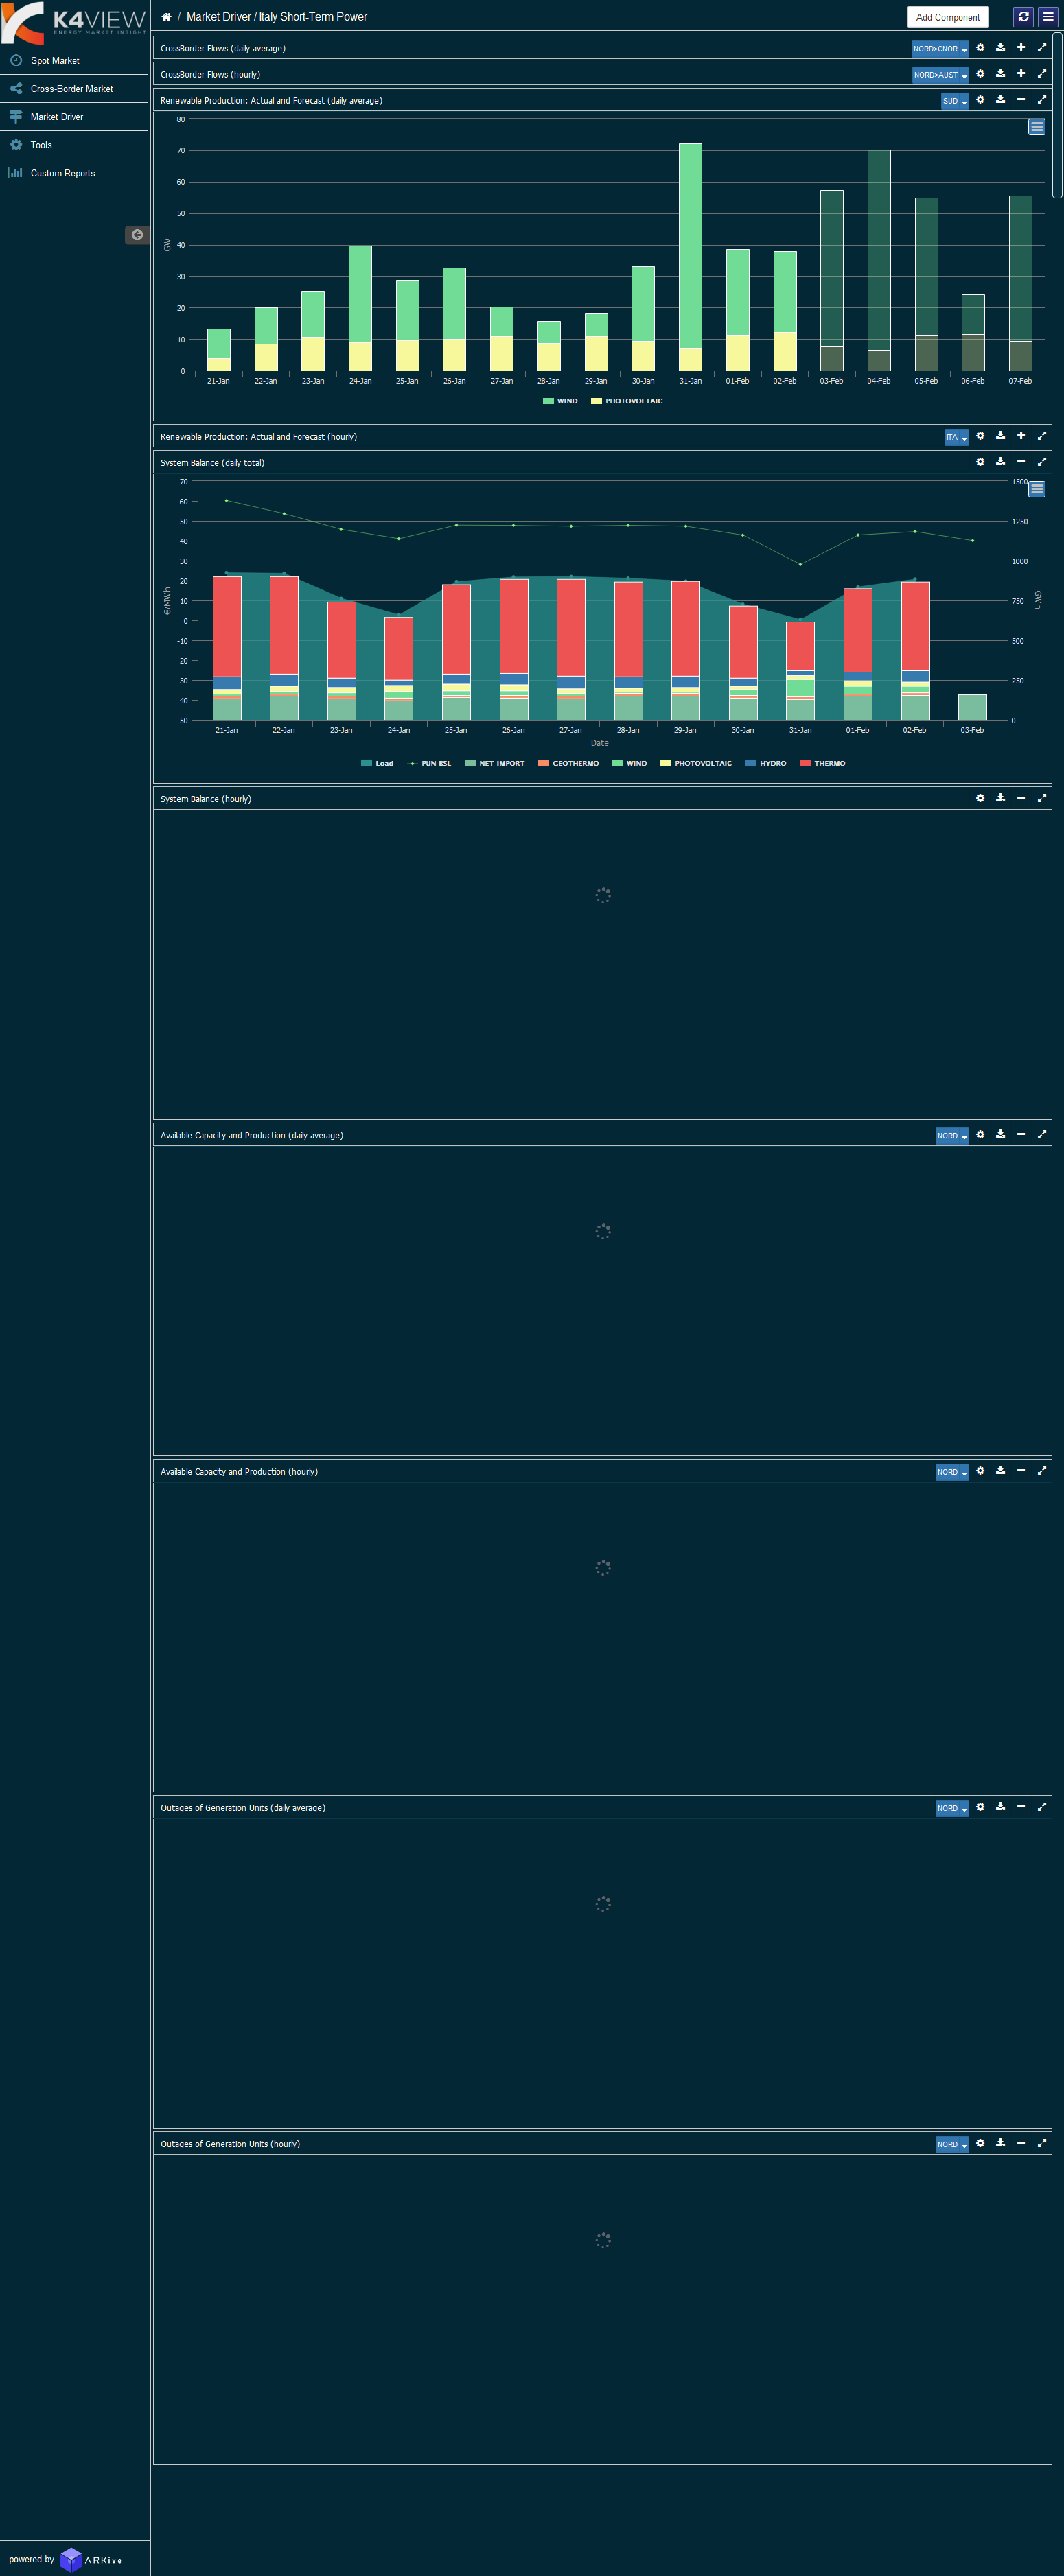 K4VIEW
ENERGY MARKET INSIGHT
/ Market Driver / Italy Short-Term Power
Add Component
Spot Market
Cross-Border Market
Market Driver
Tools
Custom Reports
CrossBorder Flows (daily average)
NORD>CNOR
CrossBorder Flows (hourly)
NORD>AUST
Renewable Production: Actual and Forecast (daily average)
SUD
80
70
60
50
GW
40
30
20
10
0
21-Jan 22-Jan 23-Jan 24-Jan 25-Jan 26-Jan 27-Jan 28-Jan 29-Jan 30-Jan 31-Jan 01-Feb 02-Feb 03-Feb 04-Feb 05-Feb 06-Feb 07-Feb
WIND PHOTOVOLTAIC
Renewable Production: Actual and Forecast (hourly)
ITA
System Balance (daily total)
70 1500
60
50 1250
40
30 1000
20
€/MWh GWh
10 750
0
-10 500
-20
-30 250
-40
-50 0
21-Jan 22-Jan 23-Jan 24-Jan 25-Jan 26-Jan 27-Jan 28-Jan 29-Jan 30-Jan 31-Jan 01-Feb 02-Feb 03-Feb
Date
Load PUN BSL NET IMPORT GEOTHERMO WIND PHOTOVOLTAIC HYDRO THERMO
System Balance (hourly)
Available Capacity and Production (daily average)
NORD
Available Capacity and Production (hourly)
NORD
Outages of Generation Units (daily average)
NORD
Outages of Generation Units (hourly)
NORD
powered by ARKive